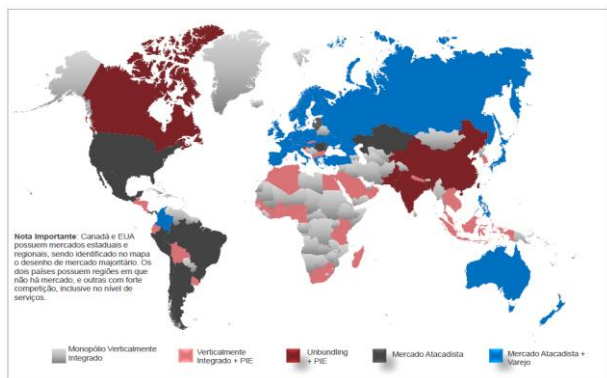 Nota Importante: Canadá e EUA
possuem mercados estaduais e
regionais, sendo identificado no mapa
o desenho de mercado majoritário. Os
dois países possuem regiões em que
não há mercado, e outras com forte
competição, inclusive no nível de
serviços.
Monopólio Verticalmente
Integrado
Verticalmente
Integrado + PIE
Unbundling
+ PIE
Mercado Atacadista
Mercado Atacadista +
Varejo